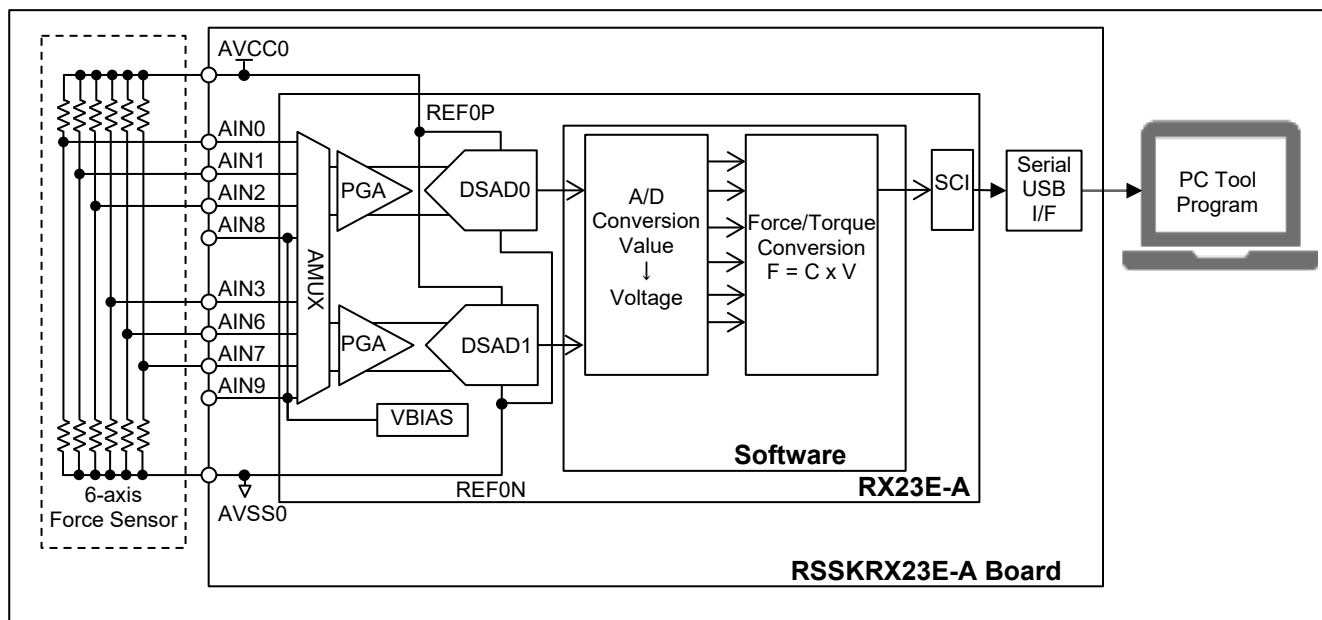 AVCC0
REF0P
AIN0
AIN1
AIN2
AIN8
AIN3
AIN6
AIN7
AIN9
AMUX
PGA
DSAD0
PGA
DSAD1
VBIAS
A/D
Conversion
Value
↓
Voltage
Force/Torque
Conversion
F = C x V
SCI
Serial
USB
I/F
PC Tool
Program
Software
RX23E-A
REF0N
AVSS0
6-axis
Force Sensor
RSSKRX23E-A Board